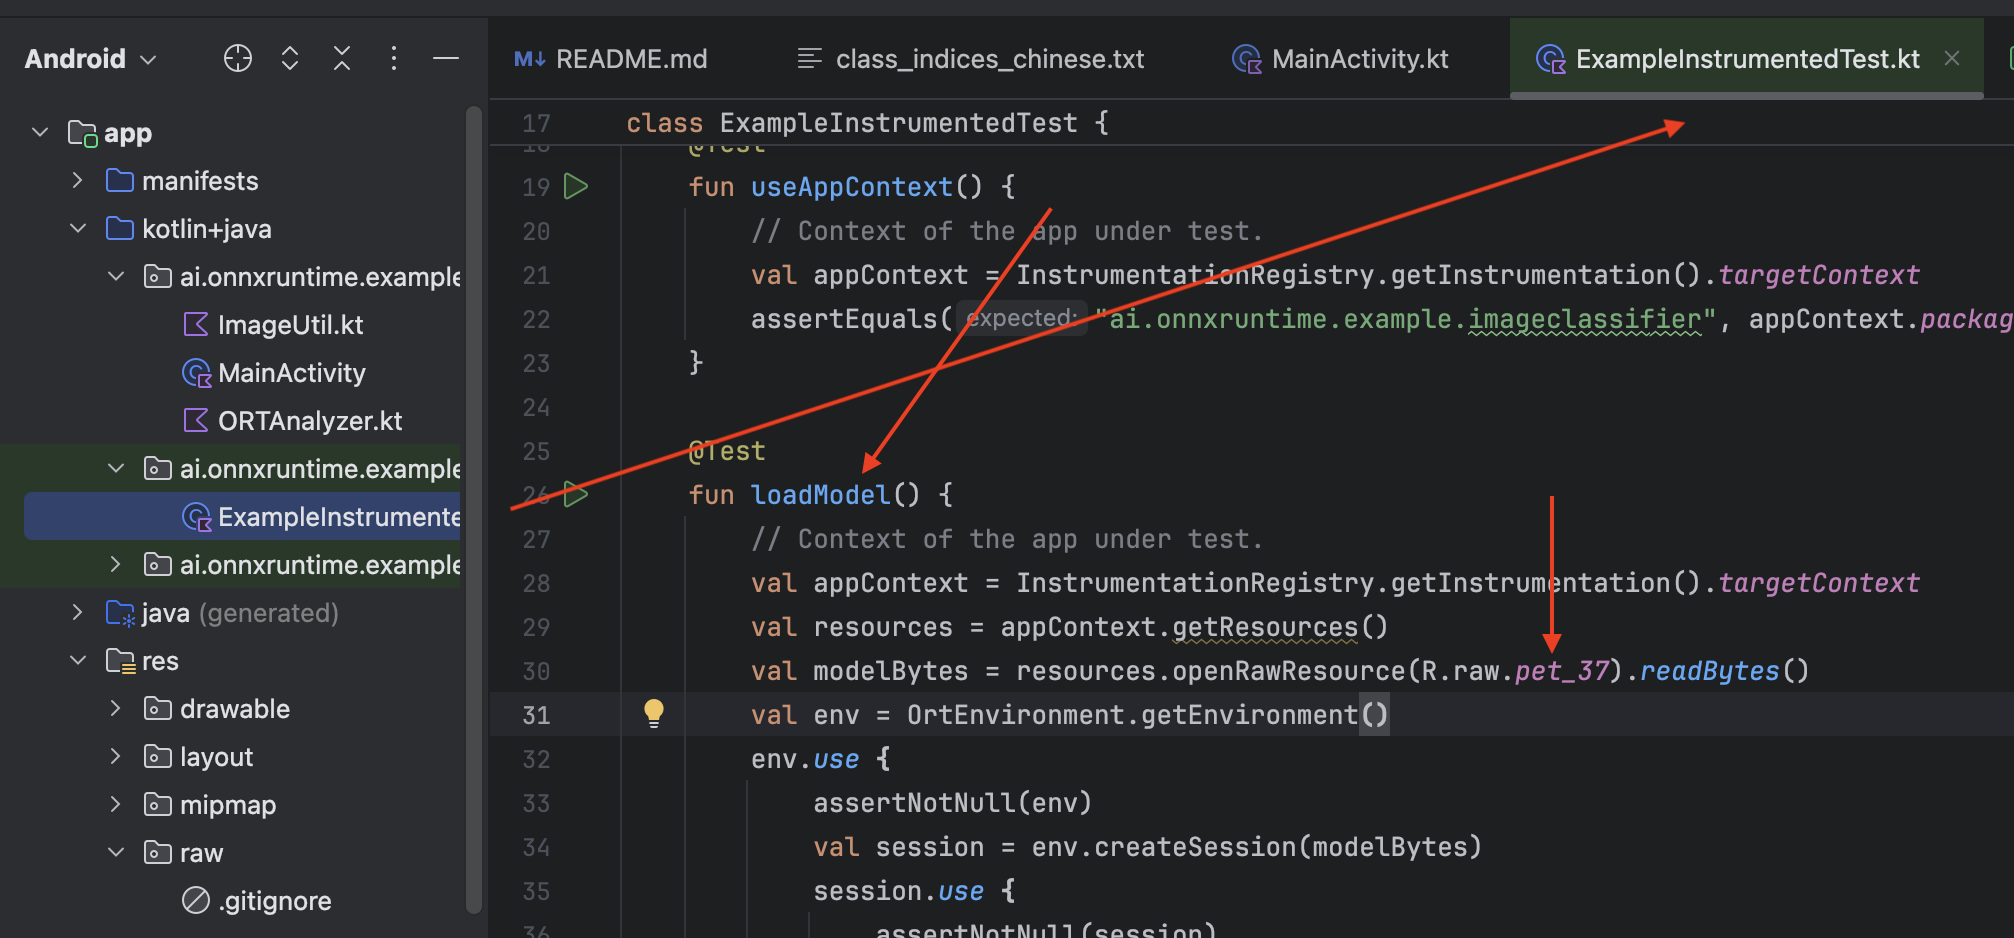 Android
README.md
class_indices_chinese.txt
MainActivity.kt
ExampleInstrumentedTest.kt
app
manifests
kotlin+java
ai.onnxruntime.example
ImageUtil.kt
MainActivity
ORTAnalyzer.kt
ai.onnxruntime.example
ExampleInstrumente
ai.onnxruntime.example
java (generated)
res
drawable
layout
mipmap
raw
.gitignore
17 class ExampleInstrumentedTest {
18 @Test
19 fun useAppContext() {
20 // Context of the app under test.
21 val appContext = InstrumentationRegistry.getInstrumentation().targetContext
22 assertEquals( expected: "ai.onnxruntime.example.imageclassifier", appContext.packag
23 }
24
25 @Test
26 fun loadModel() {
27 // Context of the app under test.
28 val appContext = InstrumentationRegistry.getInstrumentation().targetContext
29 val resources = appContext.getResources()
30 val modelBytes = resources.openRawResource(R.raw.pet_37).readBytes()
31 val env = OrtEnvironment.getEnvironment()
32 env.use {
33 assertNotNull(env)
34 val session = env.createSession(modelBytes)
35 session.use {
36 assertNotNull(session)